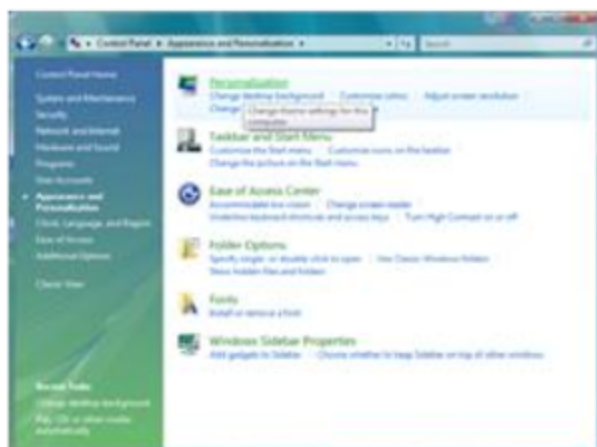 Control Panel ▸ Appearance and Personalization ▸
Search
Control Panel Home
System and Maintenance
Security
Network and Internet
Hardware and Sound
Programs
User Accounts
Appearance and
Personalization
Clock, Language, and Region
Ease of Access
Additional Options
Classic View
Recent Tasks
Change desktop background
Play CDs or other media
automatically
Personalization
Change desktop background
Customize colors
Adjust screen resolution
Change
Change theme settings for this
computer.
Taskbar and Start Menu
Customize the Start menu
Customize icons on the taskbar
Change the picture on the Start menu
Ease of Access Center
Accommodate low vision
Change screen reader
Underline keyboard shortcuts and access keys
Turn High Contrast on or off
Folder Options
Specify single- or double-click to open
Use Classic Windows folders
Show hidden files and folders
Fonts
Install or remove a font
Windows Sidebar Properties
Add gadgets to Sidebar
Choose whether to keep Sidebar on top of other windows